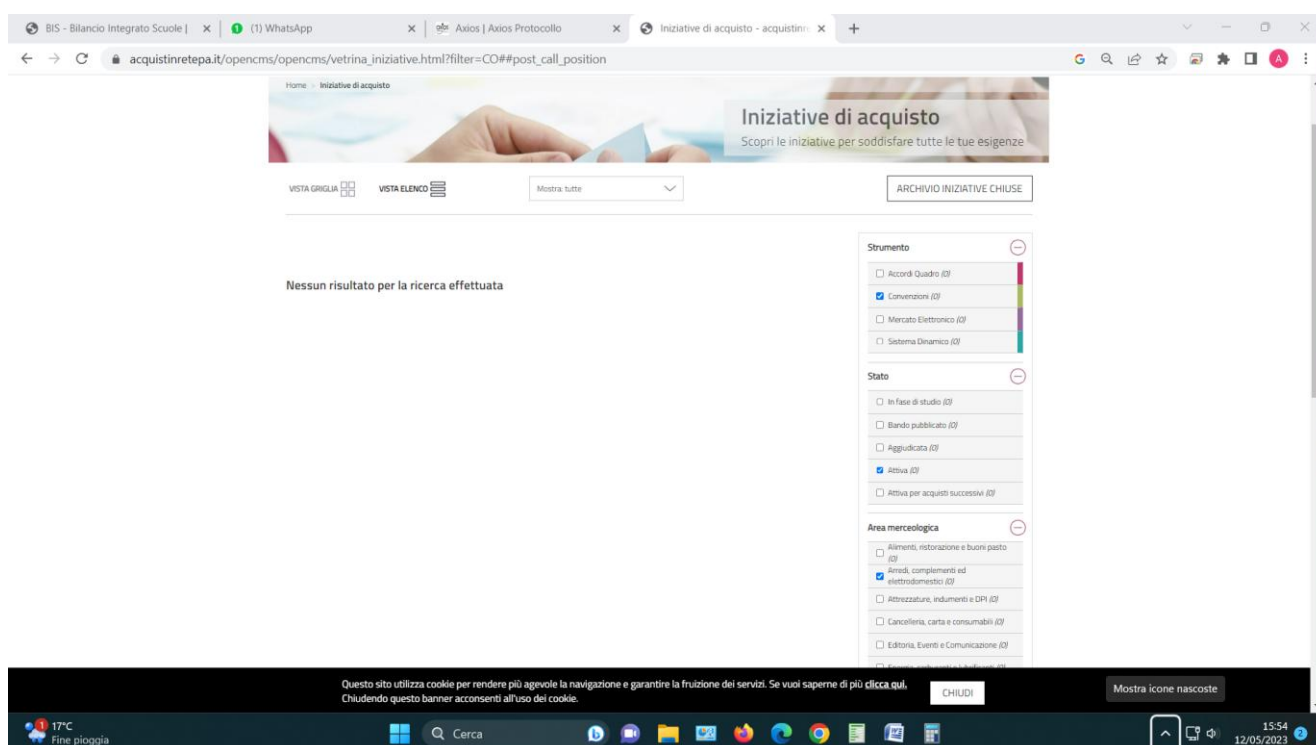 BIS - Bilancio Integrato Scuole |
(1) WhatsApp
Axios | Axios Protocollo
Iniziative di acquisto - acquistinre
acquistinretepa.it/opencms/opencms/vetrina_iniziative.html?filter=CO##post_call_position
A
Home
Iniziative di acquisto
Iniziative di acquisto
Scopri le iniziative per soddisfare tutte le tue esigenze
VISTA GRIGLIA
VISTA ELENCO
Mostra: tutte
ARCHIVIO INIZIATIVE CHIUSE
Nessun risultato per la ricerca effettuata
Strumento
Accordi Quadro (0)
Convenzioni (0)
Mercato Elettronico (0)
Sistema Dinamico (0)
Stato
In fase di studio (0)
Bando pubblicato (0)
Aggiudicata (0)
Attiva (0)
Attiva per acquisti successivi (0)
Area merceologica
Alimenti, ristorazione e buoni pasto
(0)
Arredi, complementi ed
elettrodomestici (0)
Attrezzature, indumenti e DPI (0)
Cancelleria, carta e consumabili (0)
Editoria, Eventi e Comunicazione (0)
Questo sito utilizza cookie per rendere più agevole la navigazione e garantire la fruizione dei servizi. Se vuoi saperne di più clicca qui.
Chiudendo questo banner acconsenti all'uso dei cookie.
CHIUDI
Mostra icone nascoste
1
17°C
Fine pioggia
Cerca
15:54
12/05/2023
2